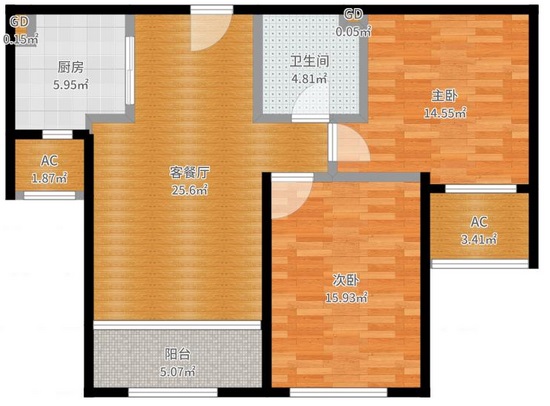 GD
0.15㎡
厨房
5.95㎡
GD
0.05㎡
卫生间
4.81㎡
主卧
14.55㎡
AC
1.87㎡
客餐厅
25.6㎡
AC
3.41㎡
次卧
15.93㎡
阳台
5.07㎡